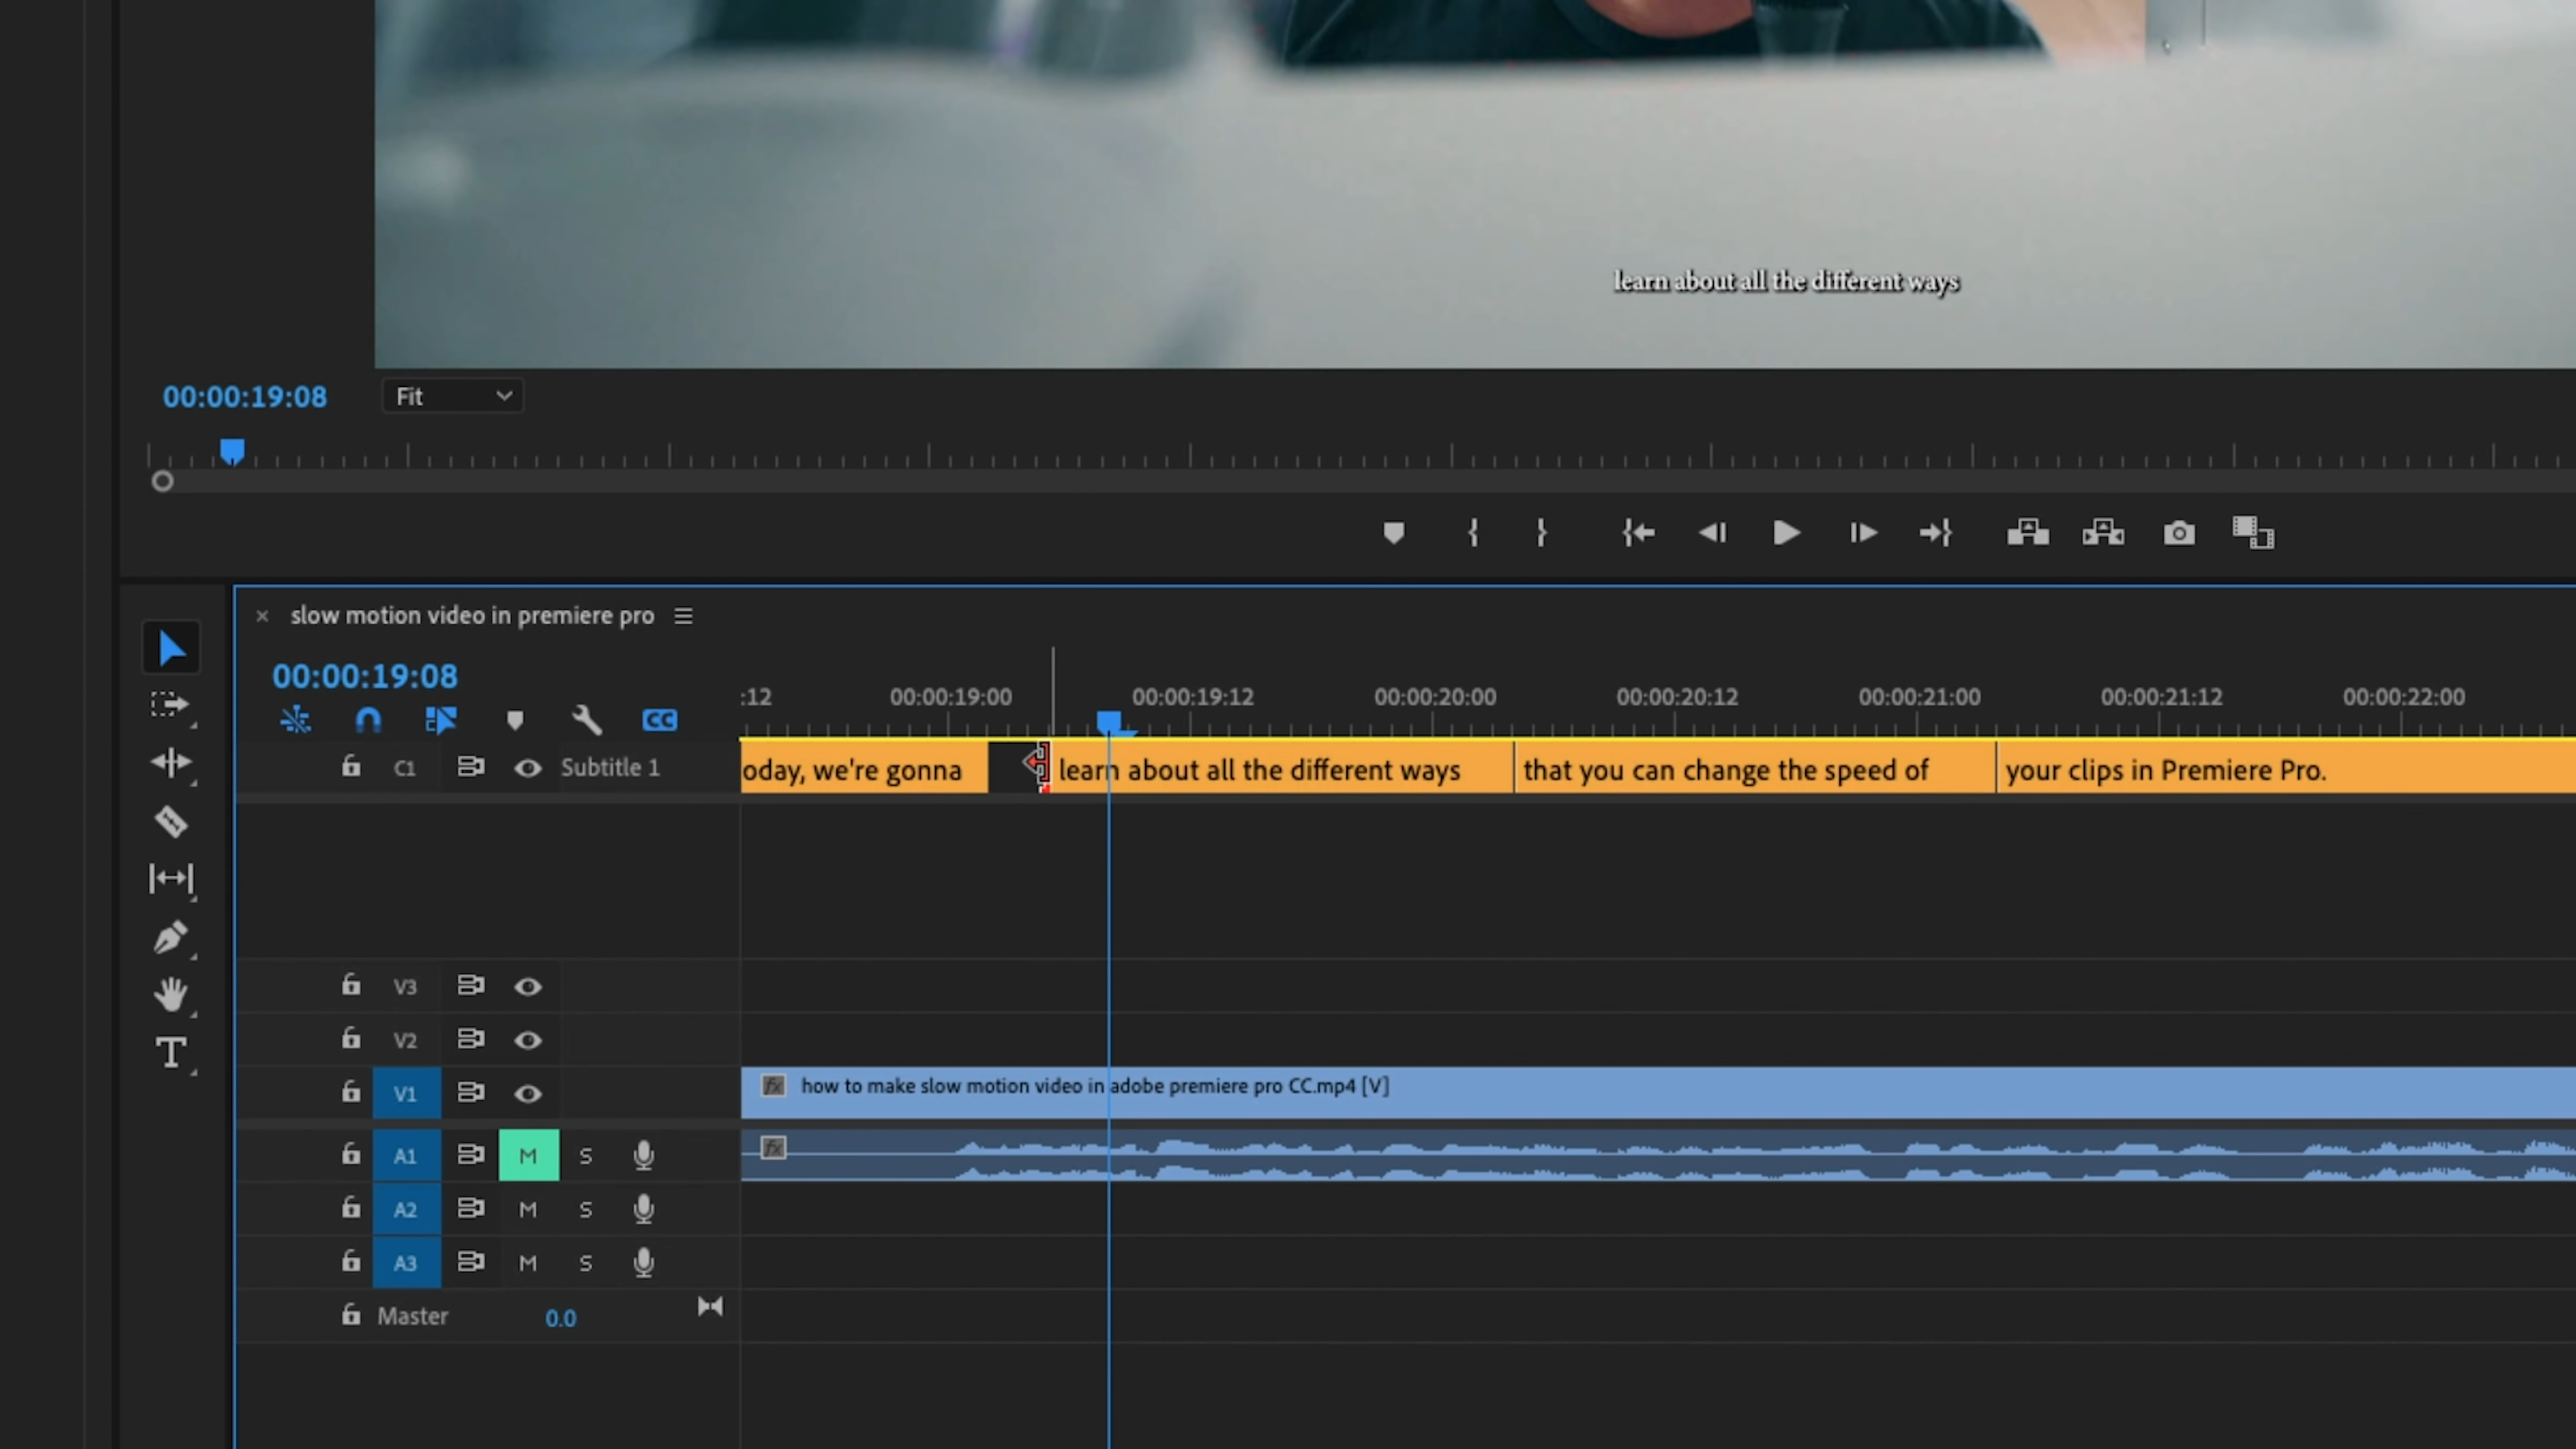 learn about all the different ways
00:00:19:08
Fit
slow motion video in premiere pro
00:00:19:08
:12 00:00:19:00 00:00:19:12 00:00:20:00 00:00:20:12 00:00:21:00 00:00:21:12 00:00:22:00
CC
C1 Subtitle 1 oday, we're gonna learn about all the different ways that you can change the speed of your clips in Premiere Pro.
V3
V2
V1 fx how to make slow motion video in adobe premiere pro CC.mp4 [V]
A1 M S fx
A2 M S
A3 M S
Master 0.0